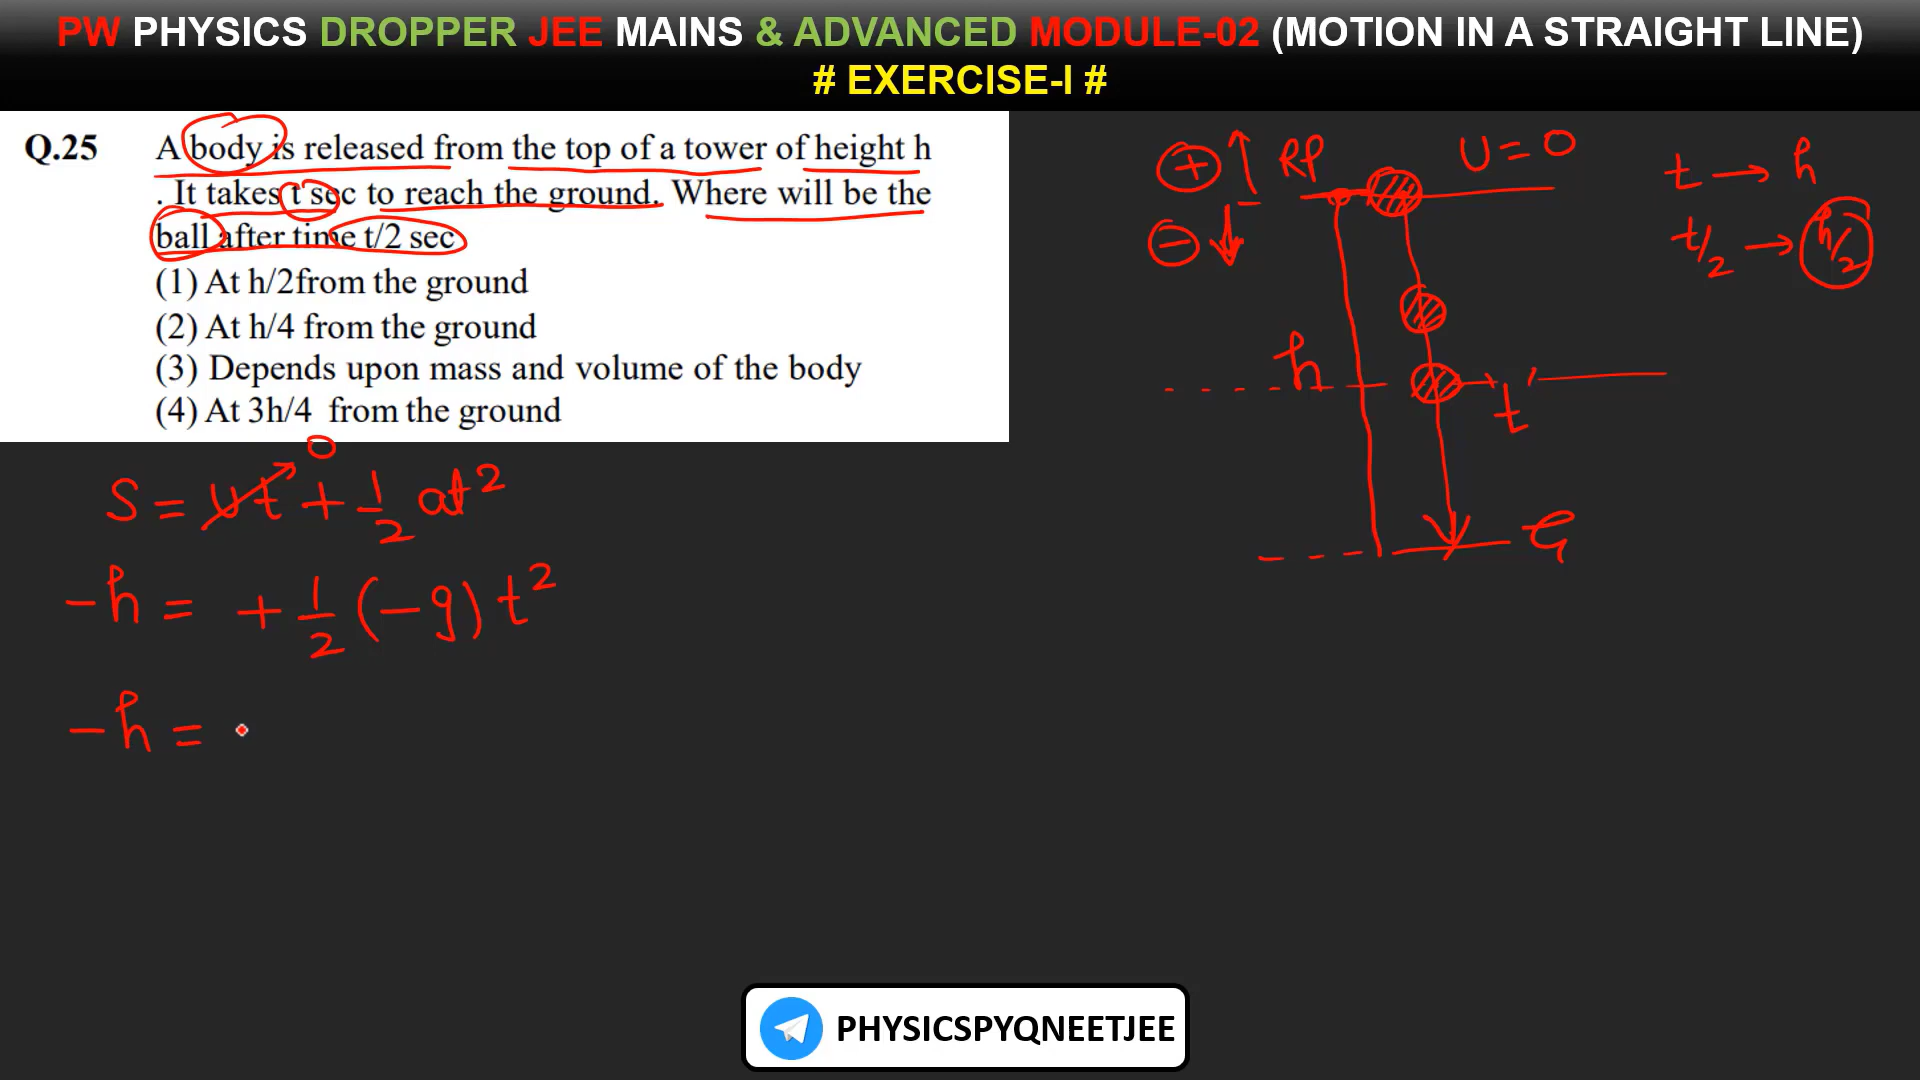 PW PHYSICS DROPPER JEE MAINS & ADVANCED MODULE-02 (MOTION IN A STRAIGHT LINE)
# EXERCISE-I #
Q.25 A body is released from the top of a tower of height h
. It takes t sec to reach the ground. Where will be the
ball after time t/2 sec
(1) At h/2from the ground
(2) At h/4 from the ground
(3) Depends upon mass and volume of the body
(4) At 3h/4 from the ground
0
S = ut + 1/2 at²
-h = + 1/2 (-g) t²
-h =
+ RP U = 0
t → h
−
t/2 → h/2
h
t'
G
PHYSICSPYQNEETJEE